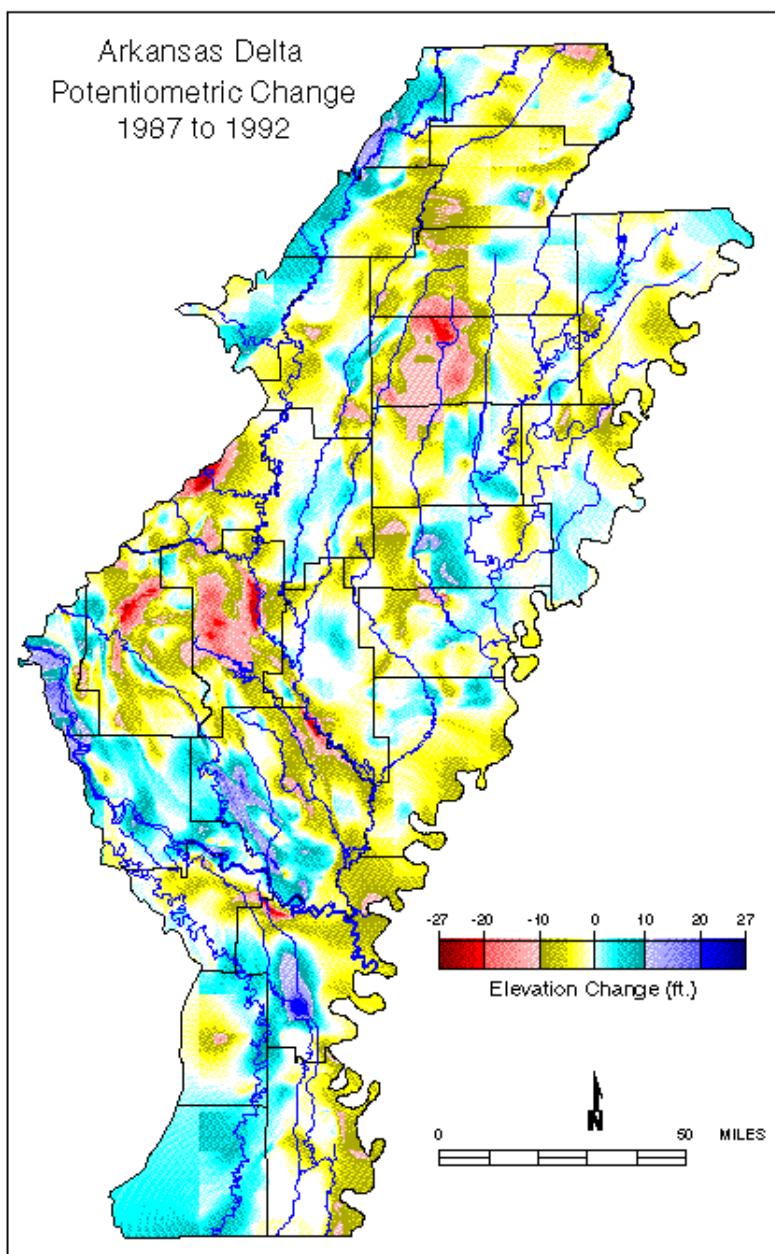 Arkansas Delta
Potentiometric Change
1987 to 1992
-27 -20 -10 0 10 20 27
Elevation Change (ft.)
N
0 50 MILES